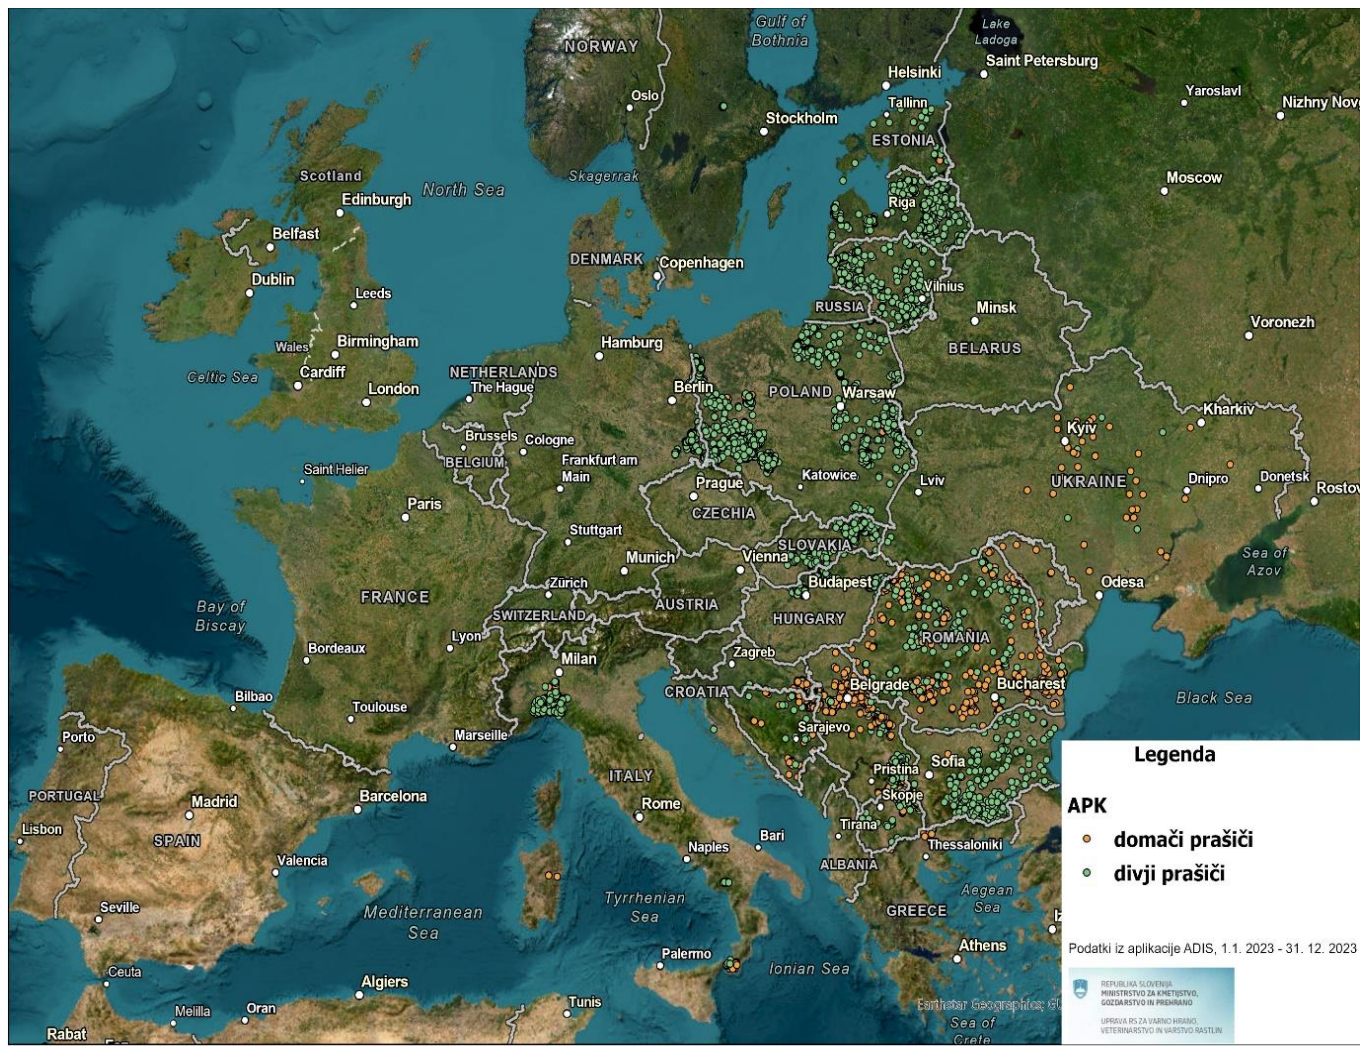 Gulf of
Bothnia
Lake
Ladoga
NORWAY
Helsinki
Saint Petersburg
Oslo
Tallinn
Yaroslavl
Nizhny Nov
Stockholm
ESTONIA
Scotland
North Sea
Skagerrak
Moscow
Edinburgh
Riga
Belfast
DENMARK
Copenhagen
Dublin
Leeds
Vilnius
RUSSIA
Minsk
Voronezh
Wales
Birmingham
Hamburg
BELARUS
Celtic Sea
Cardiff
NETHERLANDS
The Hague
Berlin
POLAND
Warsaw
London
Kharkiv
Kyiv
Brussels
Cologne
BELGIUM
Frankfurt am
Main
Saint Helier
Katowice
Lviv
UKRAINE
Dnipro
Donetsk
Rostov
Prague
Paris
CZECHIA
Stuttgart
SLOVAKIA
Munich
Vienna
Sea of
Azov
Zürich
Budapest
Odesa
Bay of
Biscay
FRANCE
SWITZERLAND
AUSTRIA
HUNGARY
Lyon
ROMANIA
Bordeaux
Milan
Zagreb
CROATIA
Belgrade
Bucharest
Black Sea
Bilbao
Toulouse
Marseille
Sarajevo
Porto
ITALY
Pristina
Sofia
PORTUGAL
Madrid
Barcelona
Rome
Skopje
Lisbon
SPAIN
Tirana
Bari
Naples
Thessaloniki
Valencia
ALBANIA
Seville
Mediterranean
Sea
Tyrrhenian
Sea
Aegean
Sea
GREECE
Iz
Palermo
Ionian Sea
Athens
Ceuta
Algiers
Melilla
Oran
Tunis
Rabat
Earthstar Geographics; GU
Sea of
Crete
Legenda
APK
domači prašiči
divji prašiči
Podatki iz aplikacije ADIS, 1.1. 2023 - 31. 12. 2023
REPUBLIKA SLOVENIJA
MINISTRSTVO ZA KMETIJSTVO,
GOZDARSTVO IN PREHRANO
UPRAVA RS ZA VARNO HRANO,
VETERINARSTVO IN VARSTVO RASTLIN